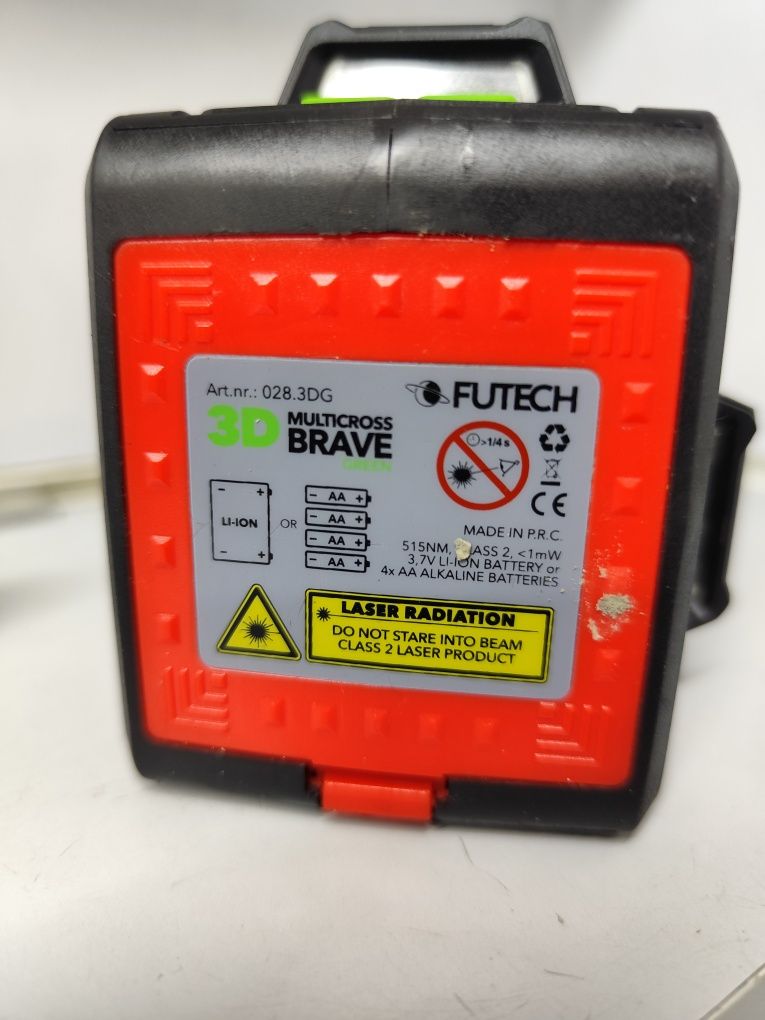 Art.nr.: 028.3DG
FUTECH
3D MULTICROSS
BRAVE
GREEN
>1/4 s
LI-ION
OR
- AA +
- AA +
- AA +
- AA +
CE
MADE IN P.R.C.
515NM, 2, <1mW
3,7V LI-ION BATTERY or
4x AA ALKALINE BATTERIES
LASER RADIATION
DO NOT STARE INTO BEAM
CLASS 2 LASER PRODUCT